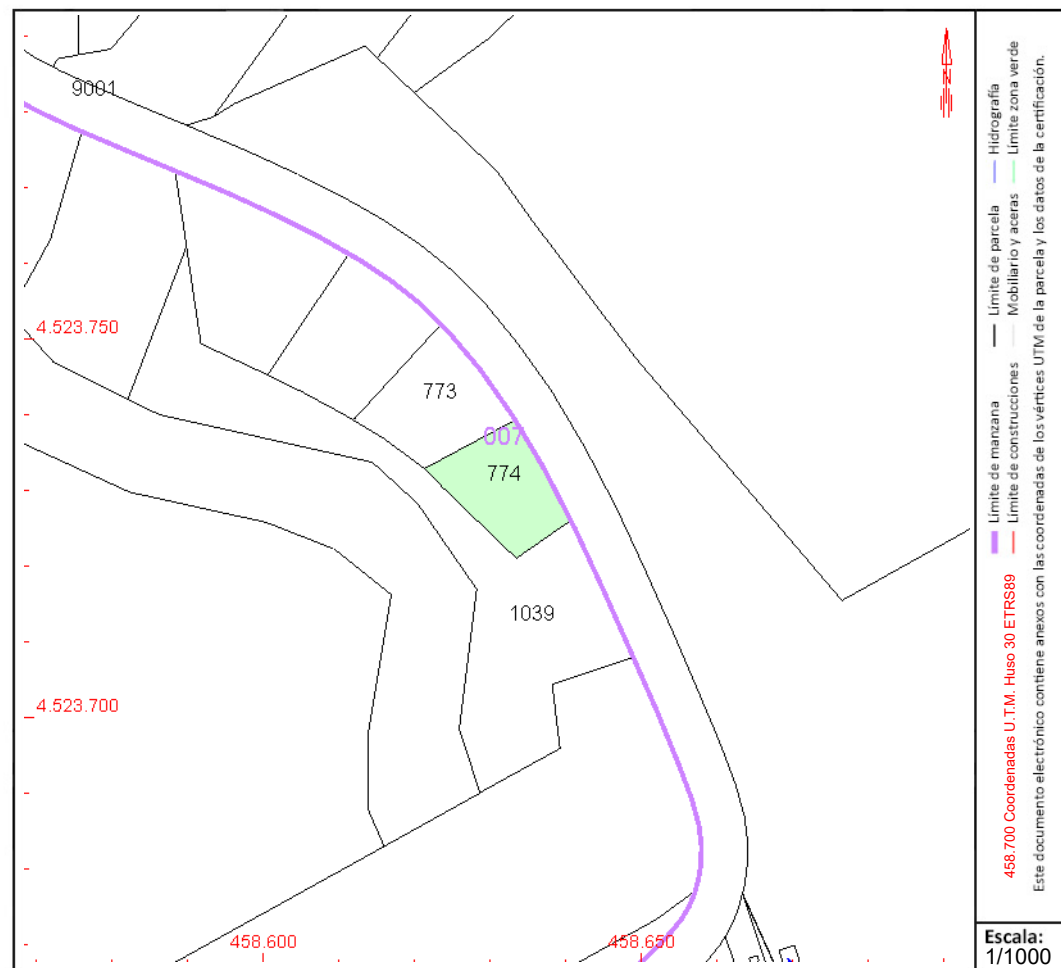 9001
4.523.750
773
007
774
1039
4.523.700
458.600
458.650
N
Límite de manzana
Límite de parcela
Hidrografía
Límite de construcciones
Mobiliario y aceras
Límite zona verde
458.700 Coordenadas U.T.M. Huso 30 ETRS89
Este documento electrónico contiene anexos con las coordenadas de los vértices UTM de la parcela y los datos de la certificación.
Escala:
1/1000